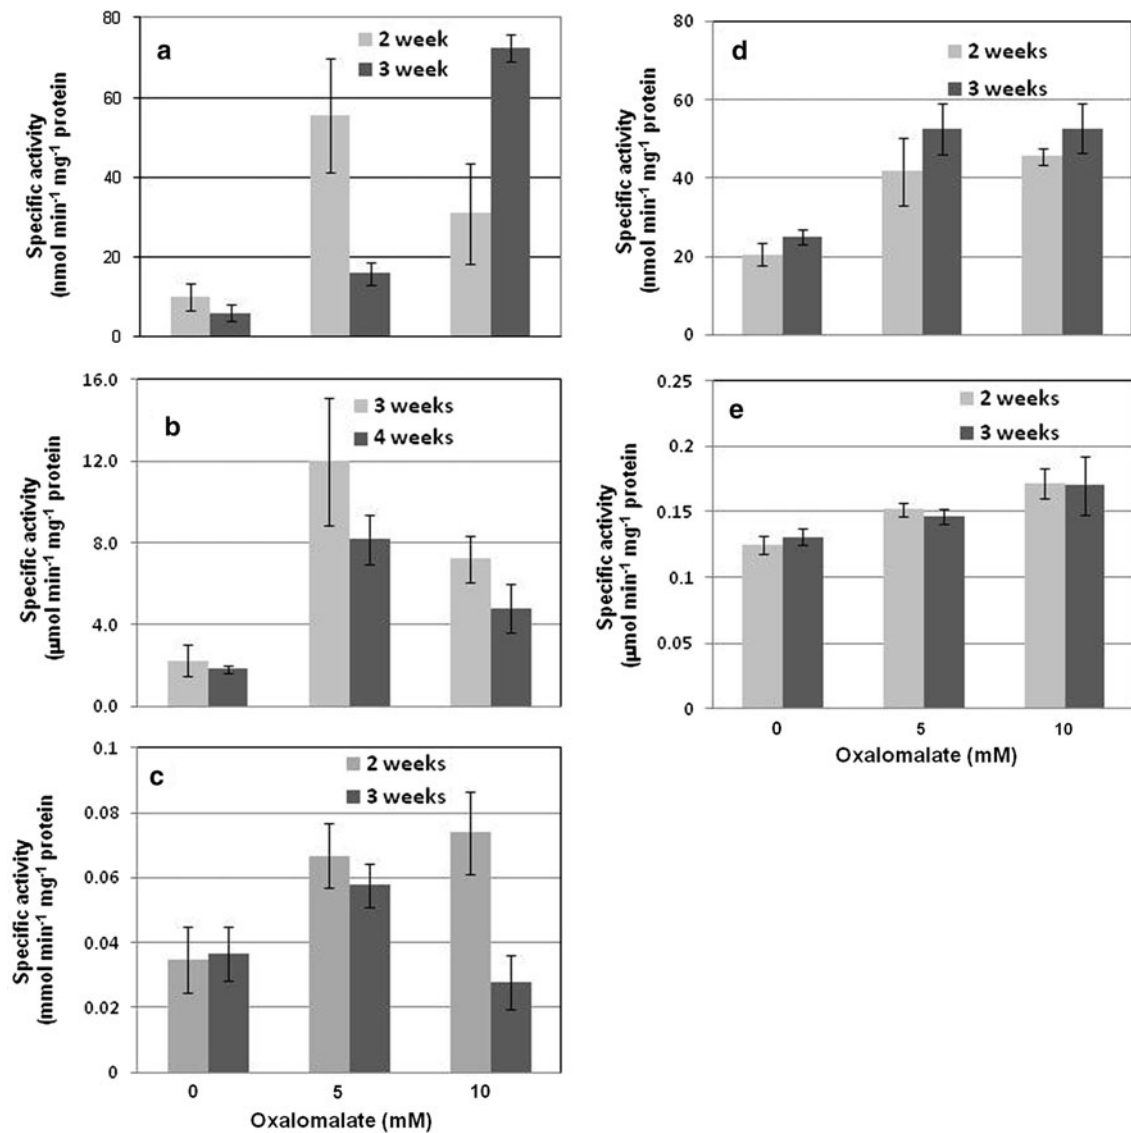 a
2 week
3 week
Specific activity
(nmol min-1 mg-1 protein
80
60
40
20
0
b
3 weeks
4 weeks
Specific activity
(µmol min-1 mg-1 protein
16.0
12.0
8.0
4.0
0.0
c
2 weeks
3 weeks
Specific activity
(mmol min-1 mg-1 protein
0.1
0.08
0.06
0.04
0.02
0
0 5 10
Oxalomalate (mM)
d
2 weeks
3 weeks
Specific activity
(nmol min-1 mg-1 protein
80
60
40
20
0
e
2 weeks
3 weeks
Specific activity
(µmol min-1 mg-1 protein
0.25
0.2
0.15
0.1
0.05
0
0 5 10
Oxalomalate (mM)